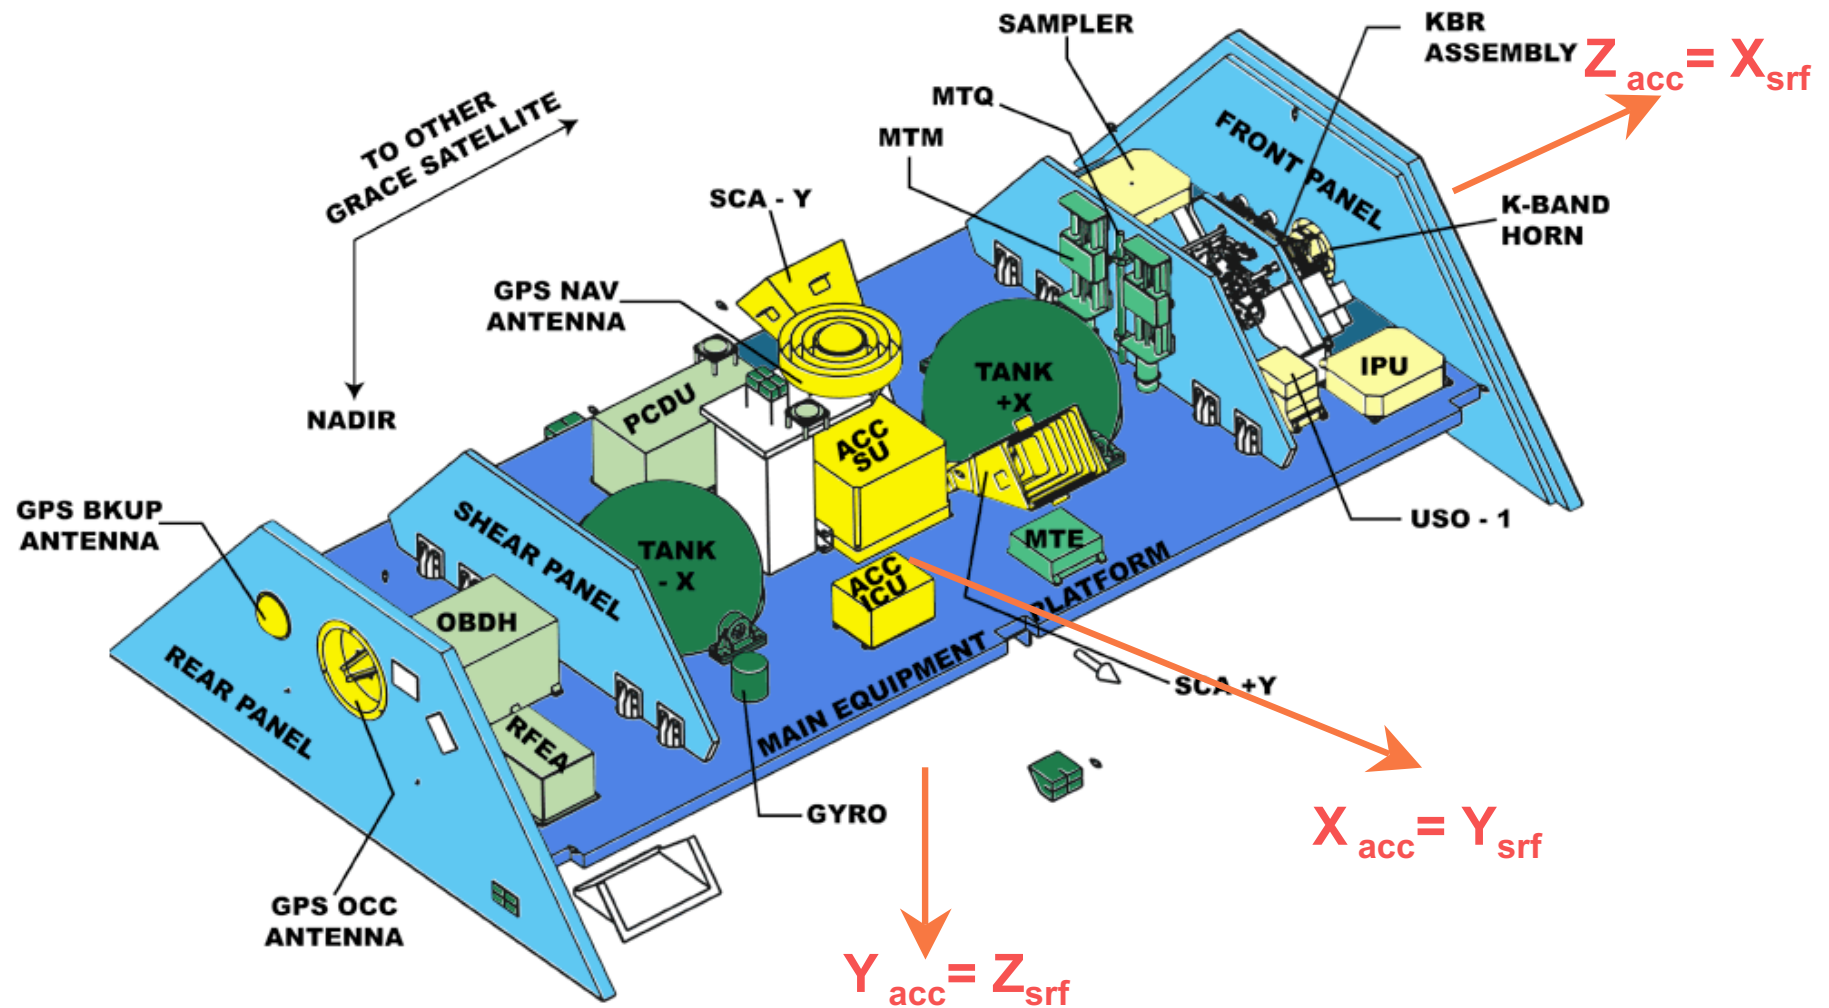 SAMPLER
KBR
ASSEMBLY
Z acc = X srf
MTQ
MTM
TO OTHER
GRACE SATELLITE
FRONT PANEL
SCA - Y
K-BAND
HORN
GPS NAV
ANTENNA
NADIR
PCDU
TANK
+X
IPU
ACC
SU
GPS BKUP
ANTENNA
SHEAR PANEL
TANK
- X
MTE
USO - 1
ACC
ICU
OBDH
REAR PANEL
RFEA
MAIN EQUIPMENT PLATFORM
SCA +Y
GYRO
X acc = Y srf
GPS OCC
ANTENNA
Y acc = Z srf